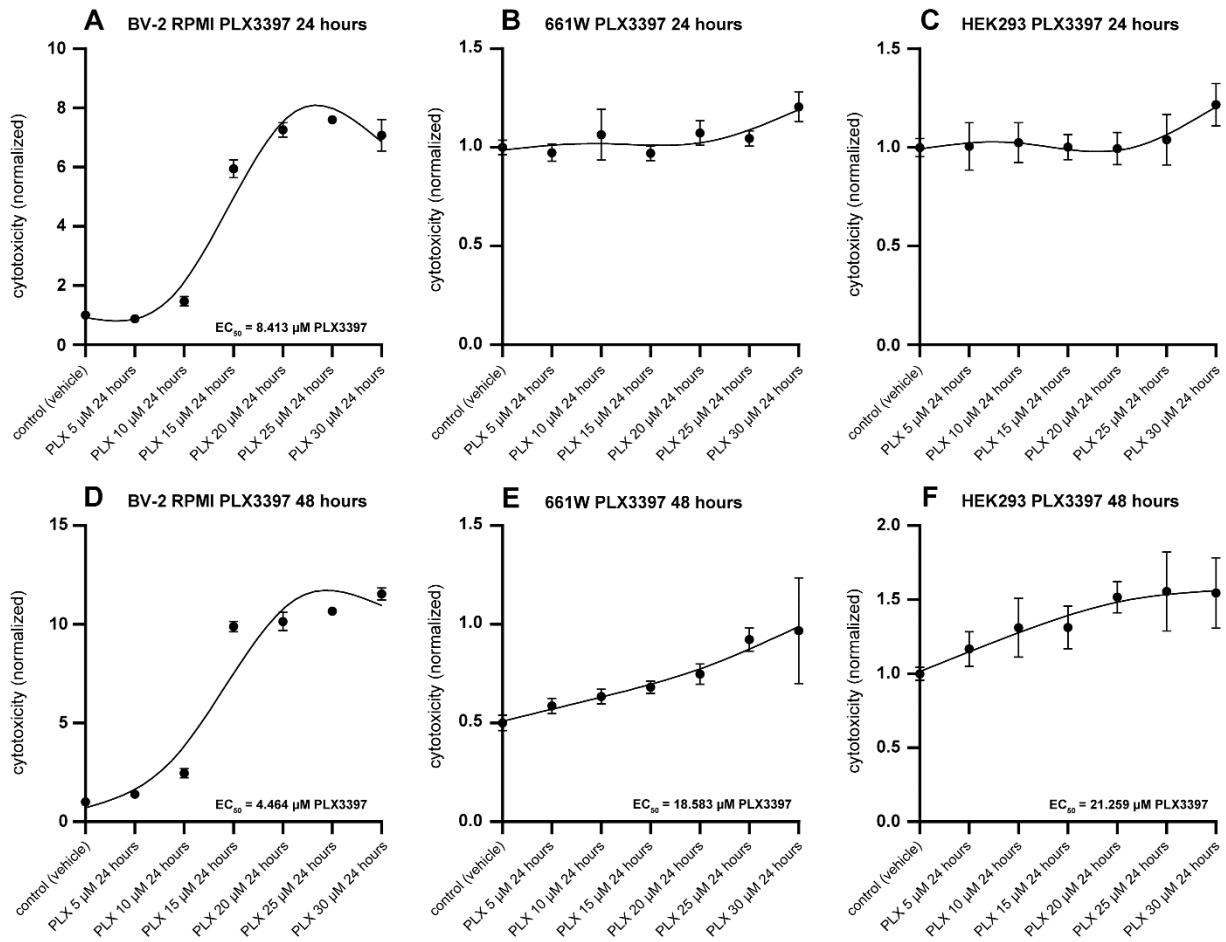 A BV-2 RPMI PLX3397 24 hours
cytotoxicity (normalized)
10
8
6
4
2
0
EC50 = 8.413 µM PLX3397
control (vehicle)
PLX 5 µM 24 hours
PLX 10 µM 24 hours
PLX 15 µM 24 hours
PLX 20 µM 24 hours
PLX 25 µM 24 hours
PLX 30 µM 24 hours
B 661W PLX3397 24 hours
cytotoxicity (normalized)
1.5
1.0
0.5
0.0
control (vehicle)
PLX 5 µM 24 hours
PLX 10 µM 24 hours
PLX 15 µM 24 hours
PLX 20 µM 24 hours
PLX 25 µM 24 hours
PLX 30 µM 24 hours
C HEK293 PLX3397 24 hours
cytotoxicity (normalized)
1.5
1.0
0.5
0.0
control (vehicle)
PLX 5 µM 24 hours
PLX 10 µM 24 hours
PLX 15 µM 24 hours
PLX 20 µM 24 hours
PLX 25 µM 24 hours
PLX 30 µM 24 hours
D BV-2 RPMI PLX3397 48 hours
cytotoxicity (normalized)
15
10
5
0
EC50 = 4.464 µM PLX3397
control (vehicle)
PLX 5 µM 24 hours
PLX 10 µM 24 hours
PLX 15 µM 24 hours
PLX 20 µM 24 hours
PLX 25 µM 24 hours
PLX 30 µM 24 hours
E 661W PLX3397 48 hours
cytotoxicity (normalized)
1.5
1.0
0.5
0.0
EC50 = 18.583 µM PLX3397
control (vehicle)
PLX 5 µM 24 hours
PLX 10 µM 24 hours
PLX 15 µM 24 hours
PLX 20 µM 24 hours
PLX 25 µM 24 hours
PLX 30 µM 24 hours
F HEK293 PLX3397 48 hours
cytotoxicity (normalized)
2.0
1.5
1.0
0.5
0.0
EC50 = 21.259 µM PLX3397
control (vehicle)
PLX 5 µM 24 hours
PLX 10 µM 24 hours
PLX 15 µM 24 hours
PLX 20 µM 24 hours
PLX 25 µM 24 hours
PLX 30 µM 24 hours